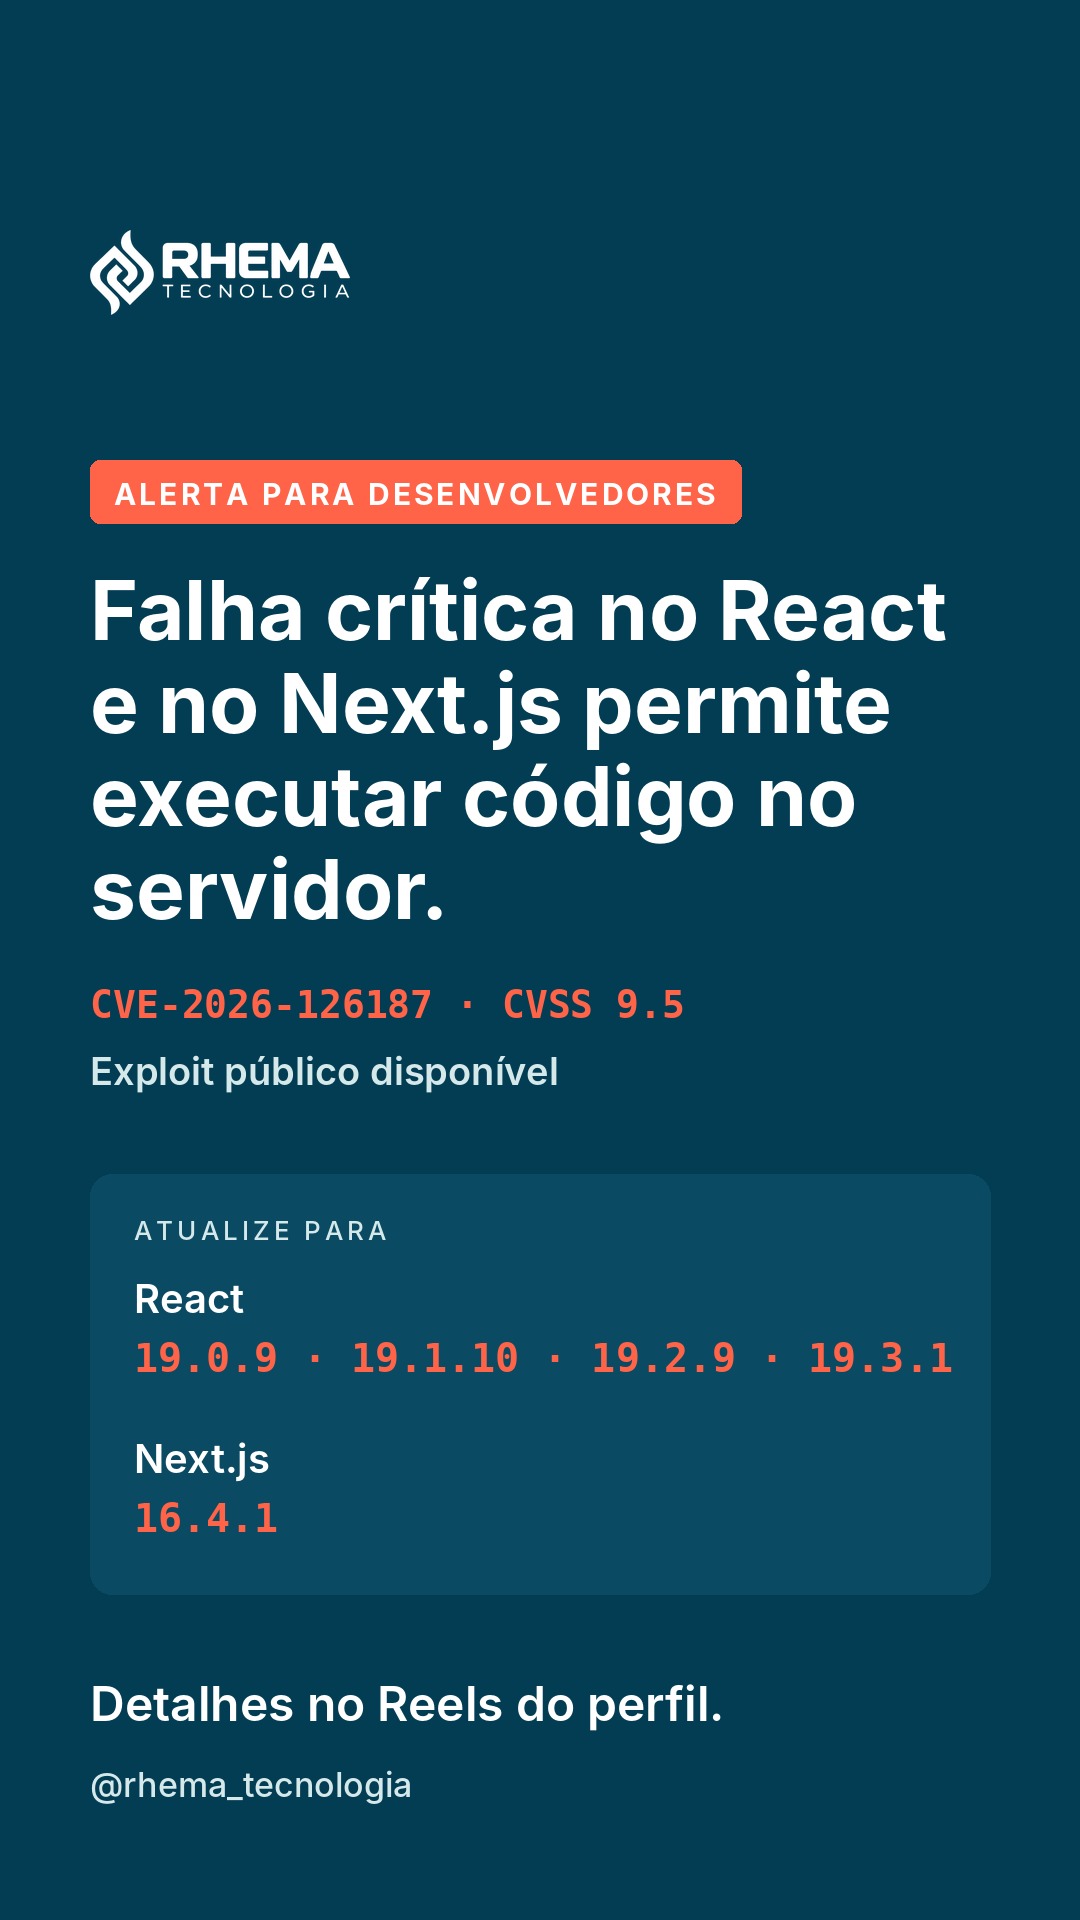 RHEMA
TECNOLOGIA
ALERTA PARA DESENVOLVEDORES
Falha crítica no React
e no Next.js permite
executar código no
servidor.
CVE-2026-126187 · CVSS 9.5
Exploit público disponível
ATUALIZE PARA
React
19.0.9 · 19.1.10 · 19.2.9 · 19.3.1
Next.js
16.4.1
Detalhes no Reels do perfil.
@rhema_tecnologia